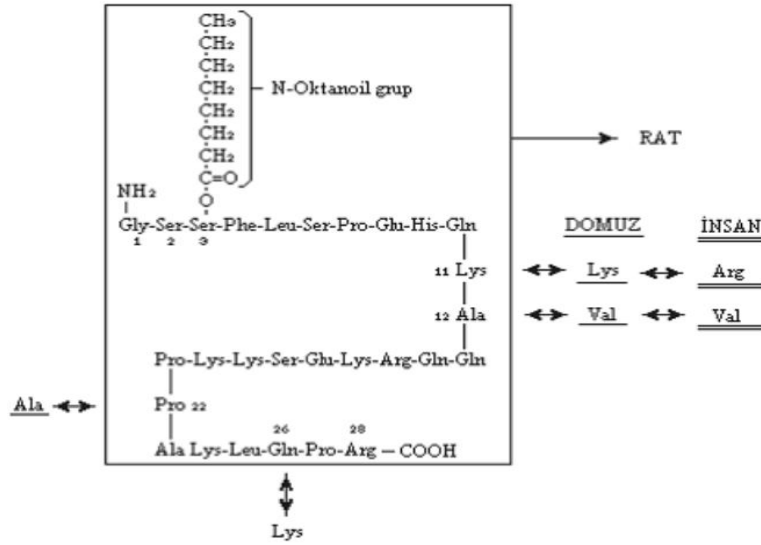 CH₃
CH₂
CH₂
CH₂ N-Oktanoil grup
CH₂
CH₂
CH₂
C=O
NH₂ O
RAT
Gly-Ser-Ser-Phe-Leu-Ser-Pro-Glu-His-Gln
1 2 3
DOMUZ İNSAN
11 Lys Lys Arg
12 Ala Val Val
Pro-Lys-Lys-Ser-Glu-Lys-Arg-Gln-Gln
Ala Pro 22
26 28
Ala Lys-Leu-Gln-Pro-Arg – COOH
Lys